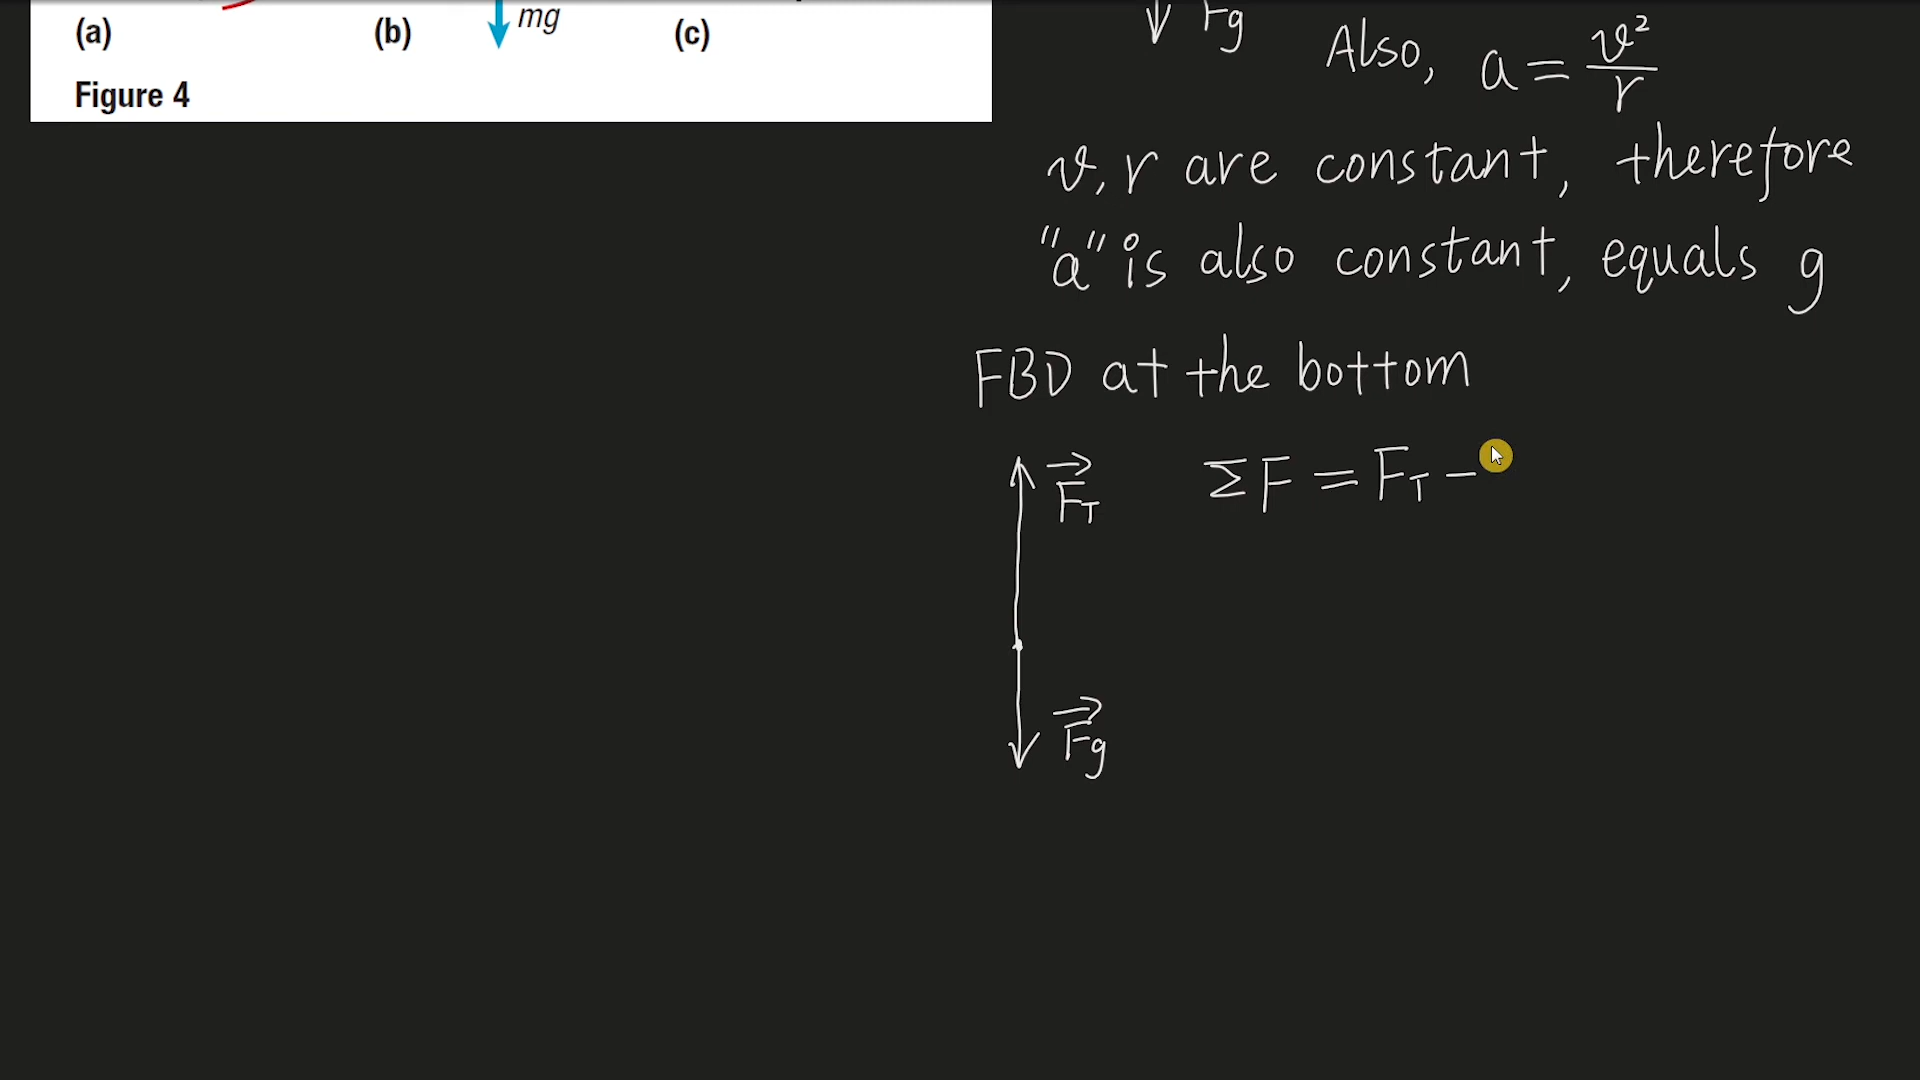 mg
(a) (b) (c)
Figure 4
Fg
Also, a = v²/r
v, r are constant, therefore
"a" is also constant, equals g
FBD at the bottom
F⃗T ΣF = FT −
F⃗g